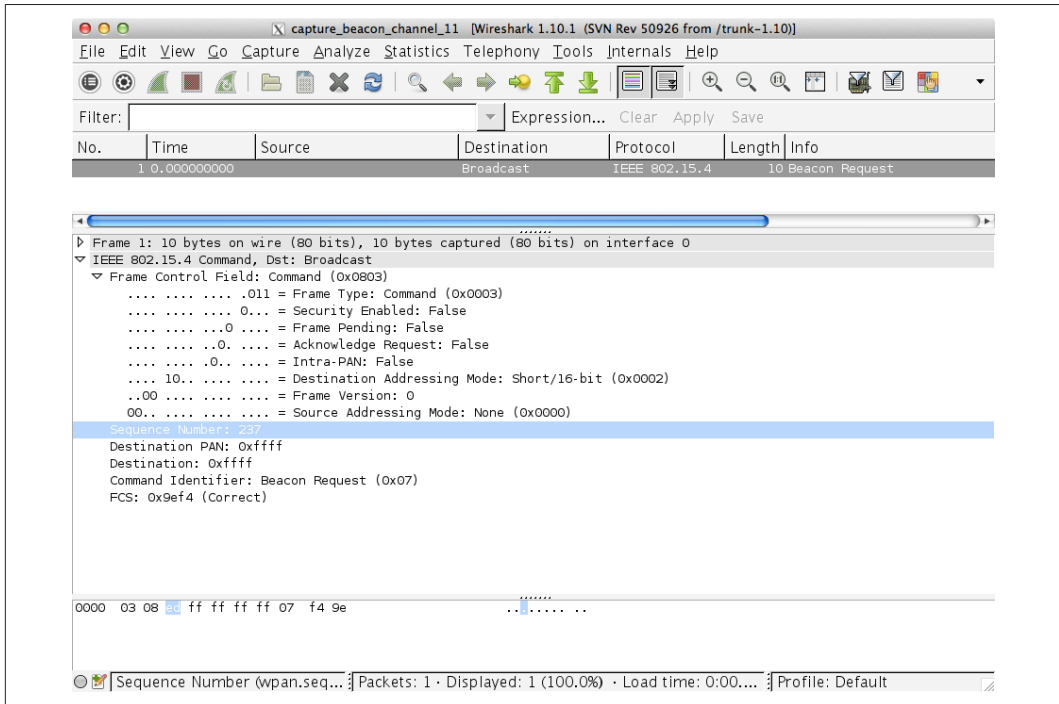 capture_beacon_channel_11 [Wireshark 1.10.1 (SVN Rev 50926 from /trunk-1.10)]
File Edit View Go Capture Analyze Statistics Telephony Tools Internals Help
Filter: Expression... Clear Apply Save
No. Time Source Destination Protocol Length Info
1 0.000000000 Broadcast IEEE 802.15.4 10 Beacon Request
Frame 1: 10 bytes on wire (80 bits), 10 bytes captured (80 bits) on interface 0
IEEE 802.15.4 Command, Dst: Broadcast
Frame Control Field: Command (0x0803)
.... .... .... .011 = Frame Type: Command (0x0003)
.... .... .... 0... = Security Enabled: False
.... .... ...0 .... = Frame Pending: False
.... .... ..0. .... = Acknowledge Request: False
.... .... .0.. .... = Intra-PAN: False
.... 10.. .... .... = Destination Addressing Mode: Short/16-bit (0x0002)
..00 .... .... .... = Frame Version: 0
00.. .... .... .... = Source Addressing Mode: None (0x0000)
Sequence Number: 237
Destination PAN: 0xffff
Destination: 0xffff
Command Identifier: Beacon Request (0x07)
FCS: 0x9ef4 (Correct)
0000 03 08 ed ff ff ff ff 07 f4 9e ........ ..
Sequence Number (wpan.seq... Packets: 1 · Displayed: 1 (100.0%) · Load time: 0:00.... Profile: Default